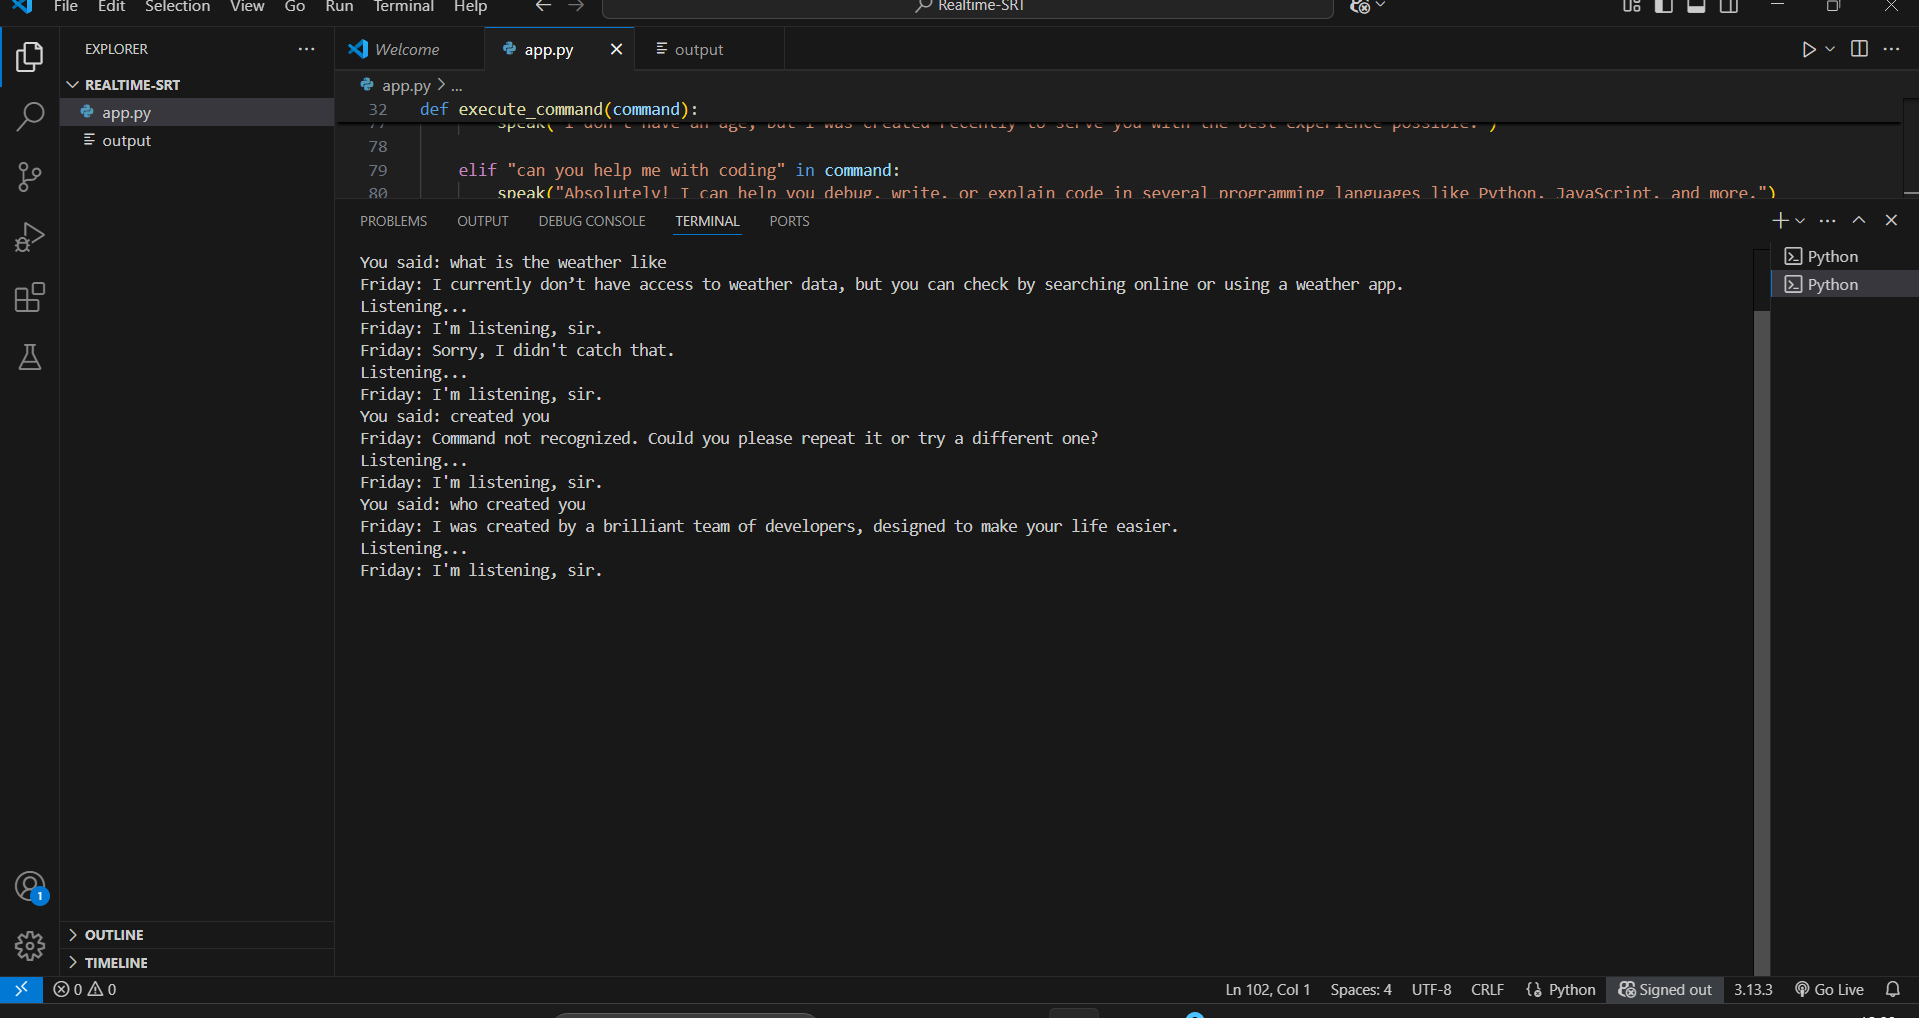 File Edit Selection View Go Run Terminal Help
Realtime-SRT
EXPLORER
Welcome
app.py
output
REALTIME-SRT
app.py
output
app.py > ...
32 def execute_command(command):
77 speak("I don't have an age, but I was created recently to serve you with the best experience possible.")
78
79 elif "can you help me with coding" in command:
80 speak("Absolutely! I can help you debug, write, or explain code in several programming languages like Python, JavaScript, and more.")
PROBLEMS OUTPUT DEBUG CONSOLE TERMINAL PORTS
You said: what is the weather like
Friday: I currently don’t have access to weather data, but you can check by searching online or using a weather app.
Listening...
Friday: I'm listening, sir.
Friday: Sorry, I didn't catch that.
Listening...
Friday: I'm listening, sir.
You said: created you
Friday: Command not recognized. Could you please repeat it or try a different one?
Listening...
Friday: I'm listening, sir.
You said: who created you
Friday: I was created by a brilliant team of developers, designed to make your life easier.
Listening...
Friday: I'm listening, sir.
Python
Python
1
OUTLINE
TIMELINE
0 0
Ln 102, Col 1 Spaces: 4 UTF-8 CRLF Python Signed out 3.13.3 Go Live